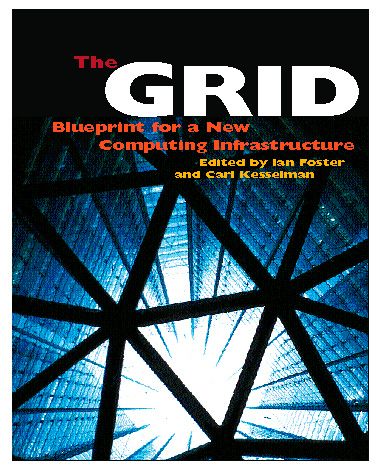 The
GRID
Blueprint for a New
Computing Infrastructure
Edited by Ian Foster
and Carl Kesselman